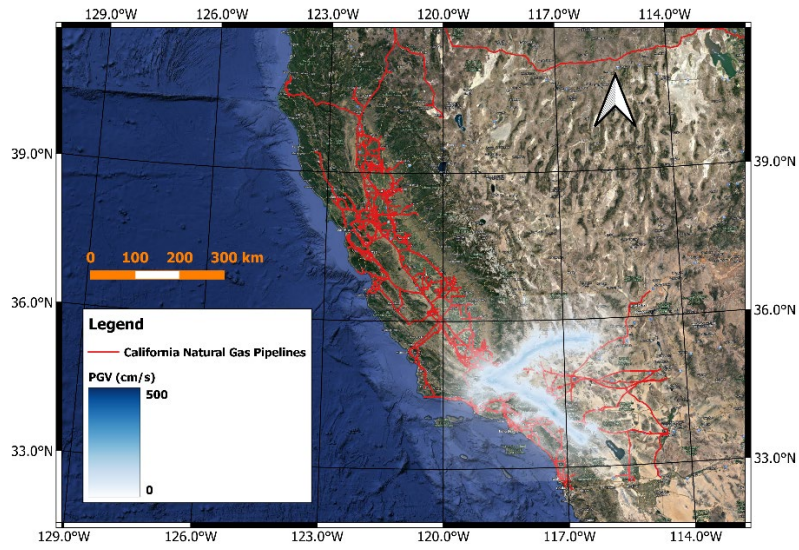 129.0°W 126.0°W 123.0°W 120.0°W 117.0°W 114.0°W
39.0°N 39.0°N
0 100 200 300 km
36.0°N 36.0°N
Legend
California Natural Gas Pipelines
PGV (cm/s)
500
0
33.0°N 33.0°N
129.0°W 126.0°W 123.0°W 120.0°W 117.0°W 114.0°W